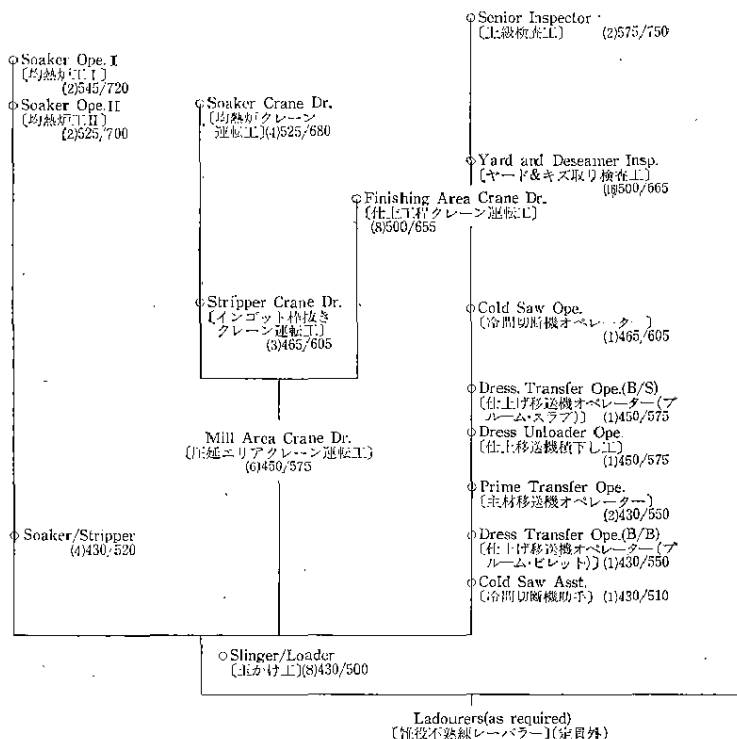 Senior Inspector
〔上級検査工〕 (2)575/750
Soaker Ope.I
〔均熱炉工I〕
(2)545/720
Soaker Ope.II
〔均熱炉工II〕
(2)525/700
Soaker Crane Dr.
〔均熱炉クレーン
運転工〕(4)525/680
Yard and Deseamer Insp.
〔ヤード&キズ取り検査工〕
500/665
Finishing Area Crane Dr.
〔仕上工程クレーン運転工〕
(8)500/655
Stripper Crane Dr.
〔インゴット枠抜き
クレーン運転工〕
(3)465/605
Cold Saw Ope.
〔冷間切断機オペレーター〕
(1)465/605
Dress. Transfer Ope.(B/S)
〔仕上げ移送機オペレーター(ブ
ルーム・スラブ)〕 (1)450/575
Dress Unloader Ope.
〔仕上移送機積下し工〕
(1)450/575
Mill Area Crane Dr.
〔圧延エリアクレーン運転工〕
(6)450/575
Prime Transfer Ope.
〔主材移送機オペレーター〕
(2)430/550
Soaker/Stripper
(4)430/520
Dress Transfer Ope.(B/B)
〔仕上げ移送機オペレーター(ブ
ルーム・ビレット)〕(1)430/550
Cold Saw Asst.
〔冷間切断機助手〕 (1)430/510
Slinger/Loader
〔玉かけ工〕(8)430/500
Ladourers(as required)
〔雑役不熟練レーバラー〕(定員外)